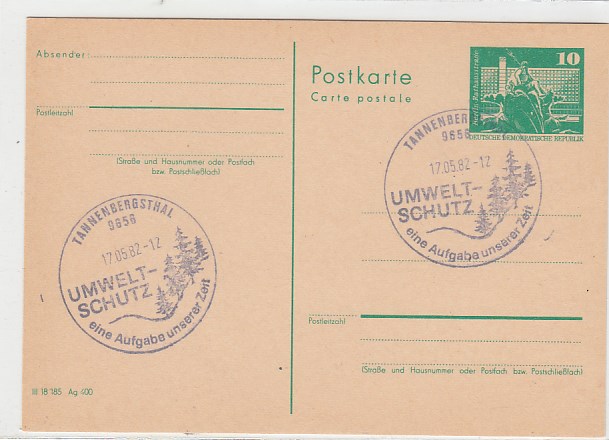 Absender:
Postleitzahl
(Straße und Hausnummer oder Postfach
bzw. Postschließfach)
TANNENBERGSTHAL
9656
17.05.82-12
UMWELT-
SCHUTZ
eine Aufgabe unserer Zeit
III 18 185 Ag 400
Postkarte
Carte postale
10
DEUTSCHE DEMOKRATISCHE REPUBLIK
TANNENBERG
9656
17.05.82-12
UMWELT-
SCHUTZ
eine Aufgabe unserer Zeit
Postleitzahl
(Straße und Hausnummer oder Postfach bzw. Postschließfach)